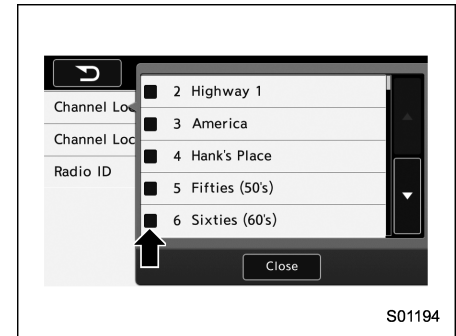 2 Highway 1
Channel Loc
3 America
Channel Loc
4 Hank's Place
Radio ID
5 Fifties (50's)
6 Sixties (60's)
Close
S01194